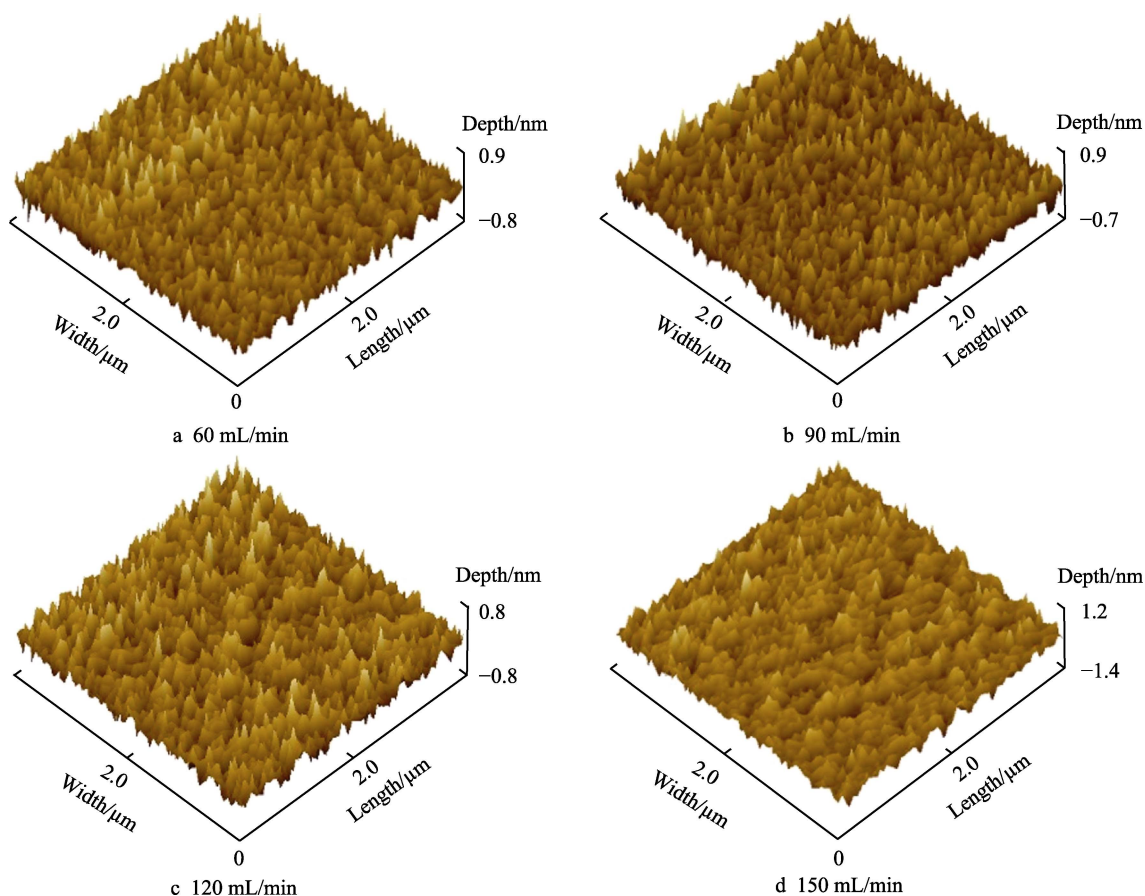 Depth/nm
0.9
−0.8
2.0
Width/μm
2.0
Length/μm
0
a 60 mL/min
Depth/nm
0.9
−0.7
2.0
Width/μm
2.0
Length/μm
0
b 90 mL/min
Depth/nm
0.8
−0.8
2.0
Width/μm
2.0
Length/μm
0
c 120 mL/min
Depth/nm
1.2
−1.4
2.0
Width/μm
2.0
Length/μm
0
d 150 mL/min